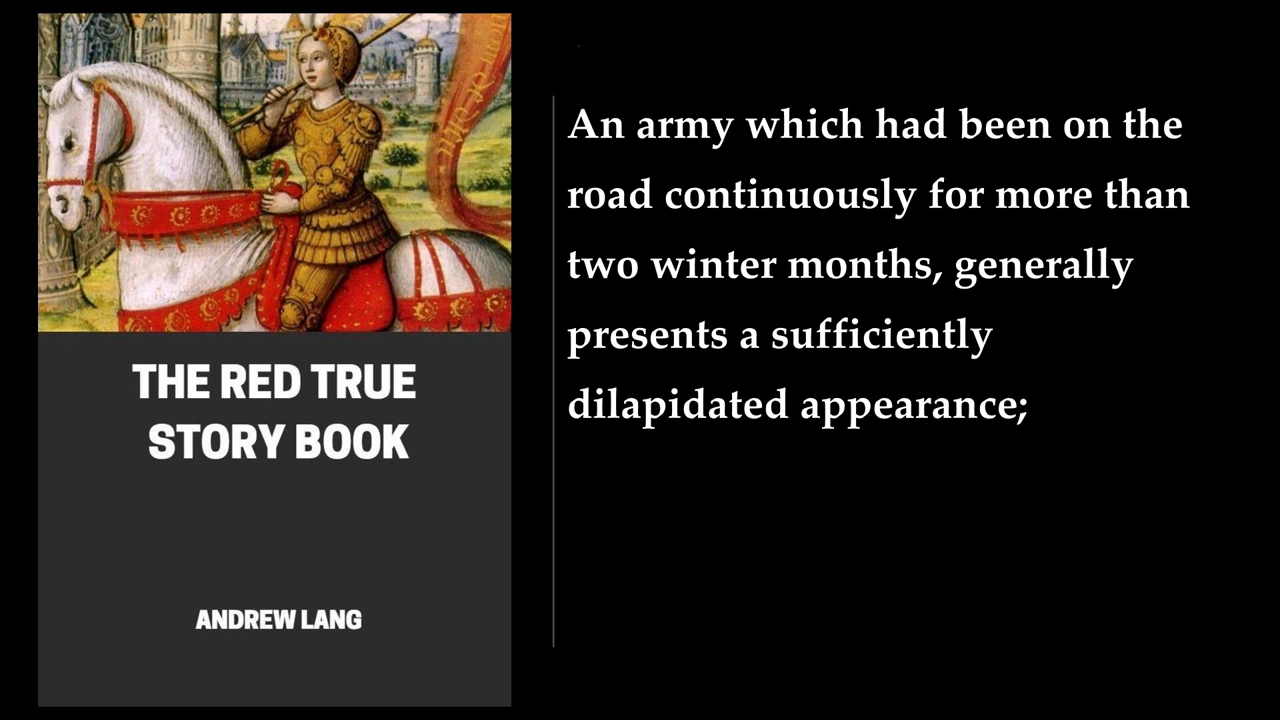 THE RED TRUE
STORY BOOK
ANDREW LANG
An army which had been on the
road continuously for more than
two winter months, generally
presents a sufficiently
dilapidated appearance;